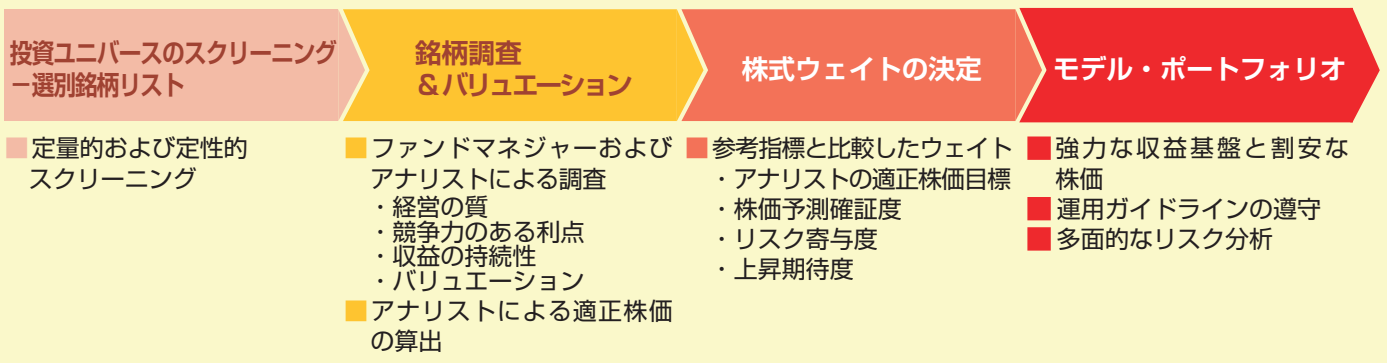 投資ユニバースのスクリーニング
－選別銘柄リスト
■定量的および定性的
スクリーニング
銘柄調査
＆バリュエーション
■ファンドマネジャーおよび
アナリストによる調査
・経営の質
・競争力のある利点
・収益の持続性
・バリュエーション
■アナリストによる適正株価
の算出
株式ウェイトの決定
■参考指標と比較したウェイト
・アナリストの適正株価目標
・株価予測確証度
・リスク寄与度
・上昇期待度
モデル・ポートフォリオ
■強力な収益基盤と割安な
株価
■運用ガイドラインの遵守
■多面的なリスク分析